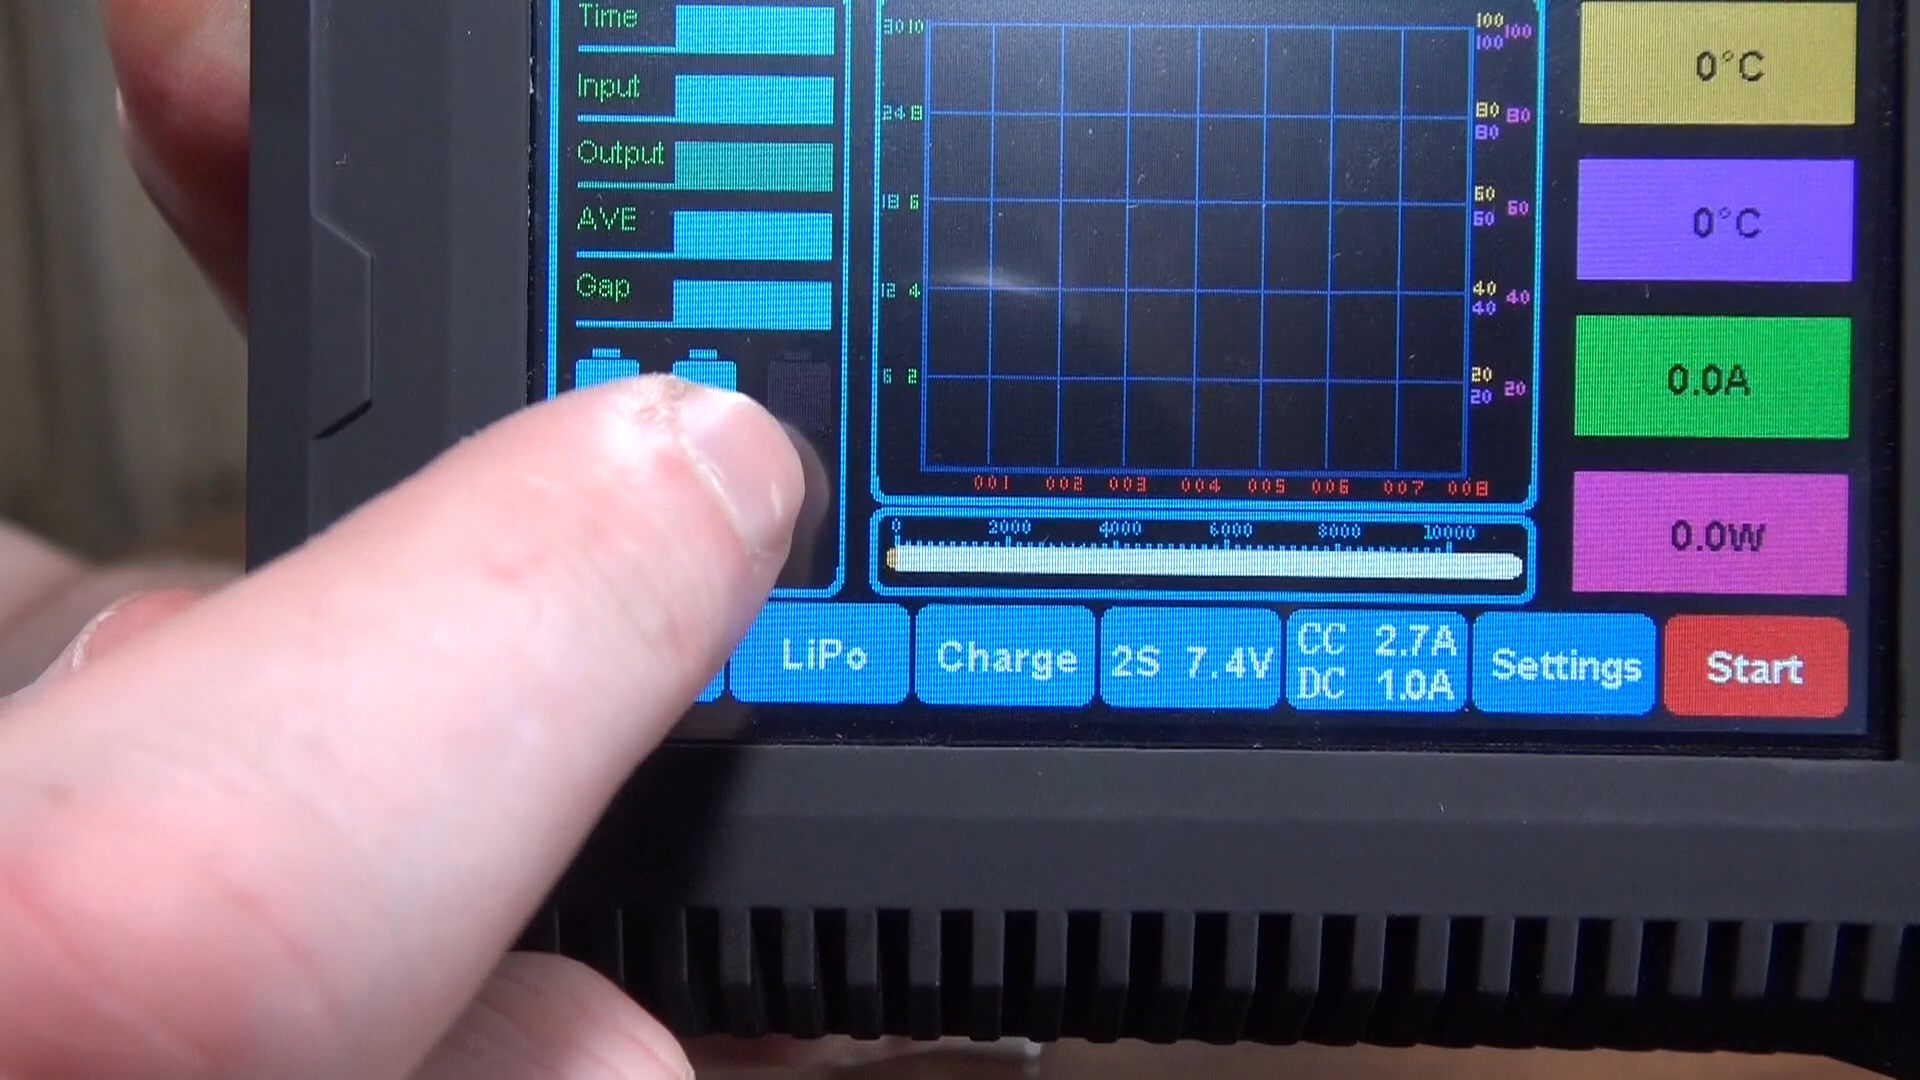 Time
Input
Output
AVE
Gap
30 10
24 8
18 6
12 4
6 2
100 100
100
80 80
80
60 60
60
40 40
40
20 20
20
001 002 003 004 005 006 007 008
0 2000 4000 6000 8000 10000
0°C
0°C
0.0A
0.0W
LiPo
Charge
2S 7.4V
CC 2.7A
DC 1.0A
Settings
Start